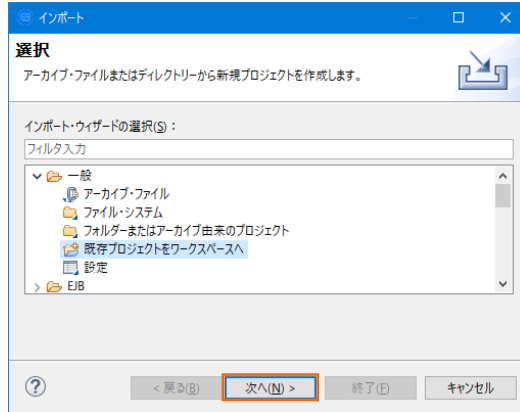 インポート
選択
アーカイブ・ファイルまたはディレクトリーから新規プロジェクトを作成します。
インポート・ウィザードの選択(S)：
フィルタ入力
一般
アーカイブ・ファイル
ファイル・システム
フォルダーまたはアーカイブ由来のプロジェクト
既存プロジェクトをワークスペースへ
設定
EJB
? < 戻る(B) 次へ(N) > 終了(F) キャンセル